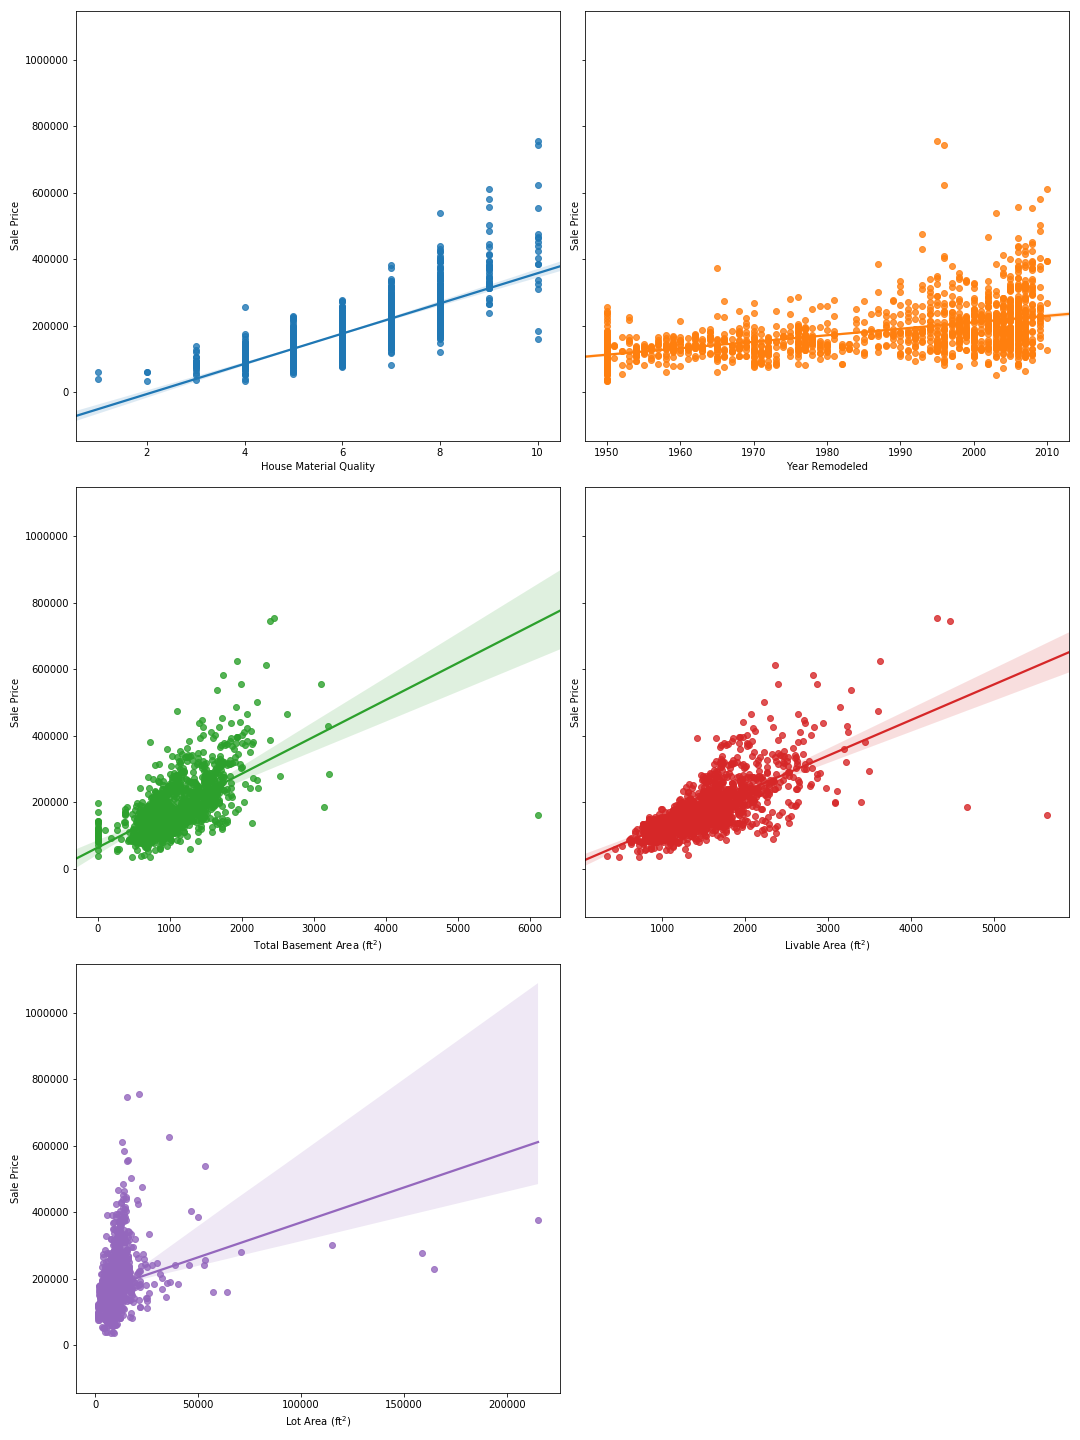 1000000
800000
600000
400000
200000
0
Sale Price
2 4 6 8 10
House Material Quality
Sale Price
1950 1960 1970 1980 1990 2000 2010
Year Remodeled
1000000
800000
600000
400000
200000
0
Sale Price
0 1000 2000 3000 4000 5000 6000
Total Basement Area (ft²)
Sale Price
1000 2000 3000 4000 5000
Livable Area (ft²)
1000000
800000
600000
400000
200000
0
Sale Price
0 50000 100000 150000 200000
Lot Area (ft²)